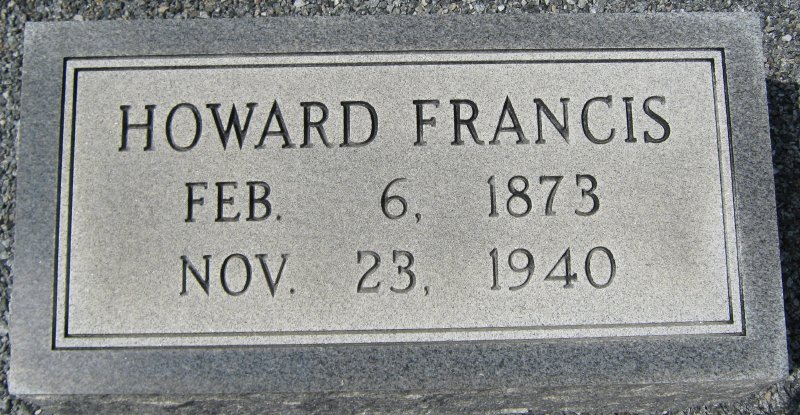 HOWARD FRANCIS
FEB. 6, 1873
NOV. 23, 1940